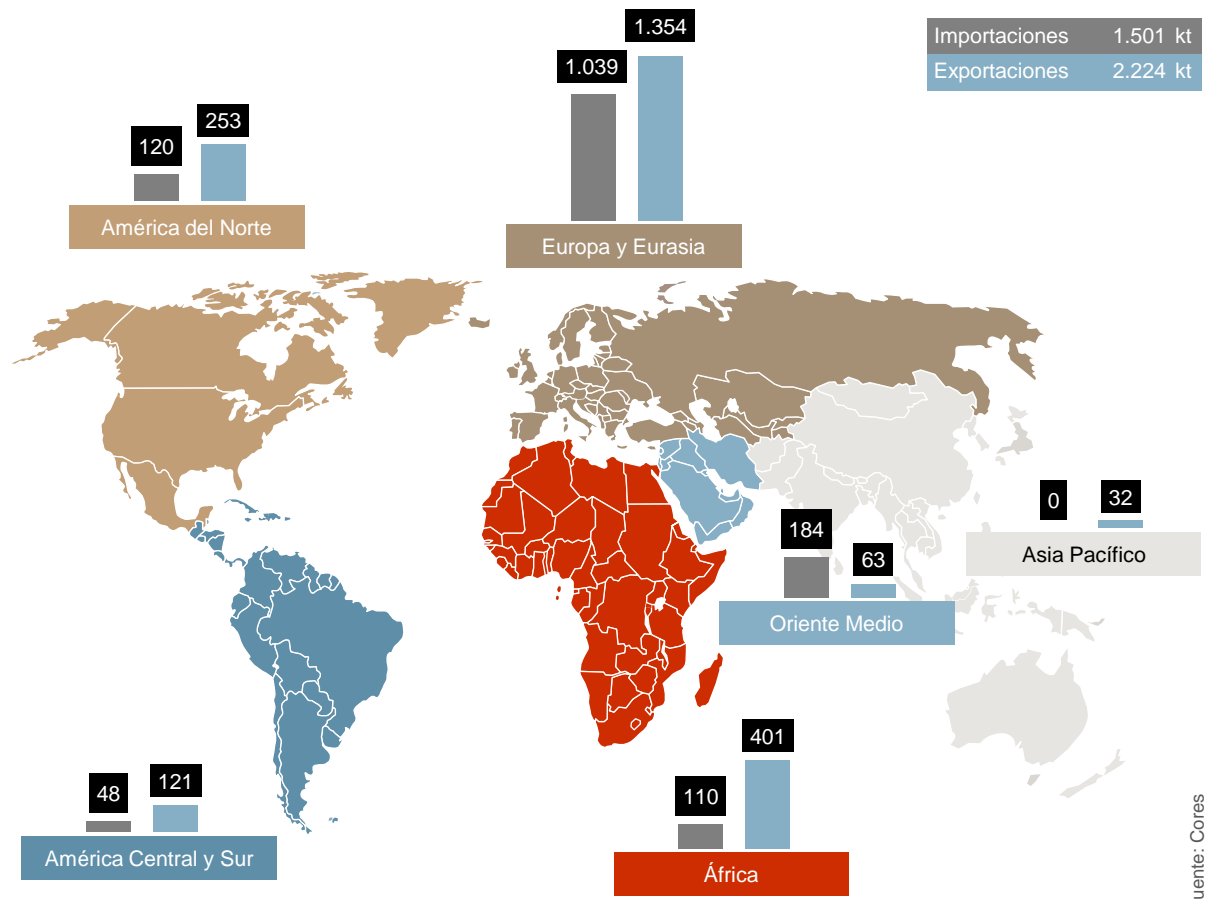 1.354
Importaciones 1.501 kt
1.039
Exportaciones 2.224 kt
253
120
América del Norte
Europa y Eurasia
0
32
184
Asia Pacífico
63
Oriente Medio
401
121
48
110
América Central y Sur
África
uente: Cores